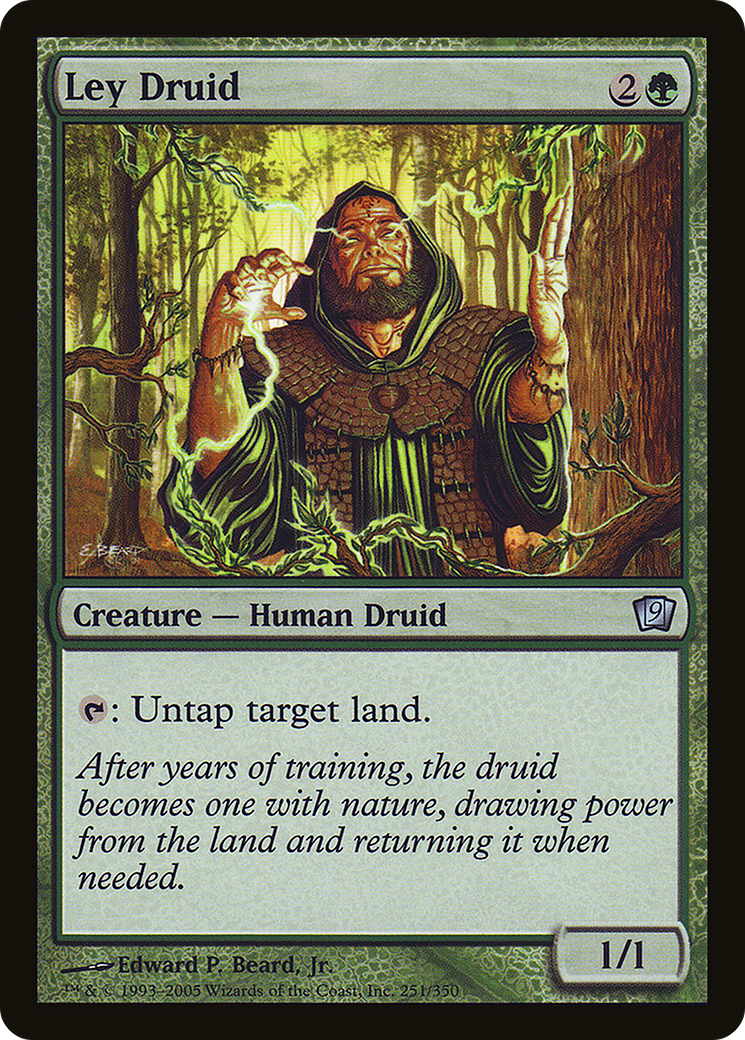 Ley Druid
2
E. BEARD
Creature — Human Druid
9
: Untap target land.
After years of training, the druid
becomes one with nature, drawing power
from the land and returning it when
needed.
1/1
Edward P. Beard, Jr.
™ & © 1993–2005 Wizards of the Coast, Inc. 251/350